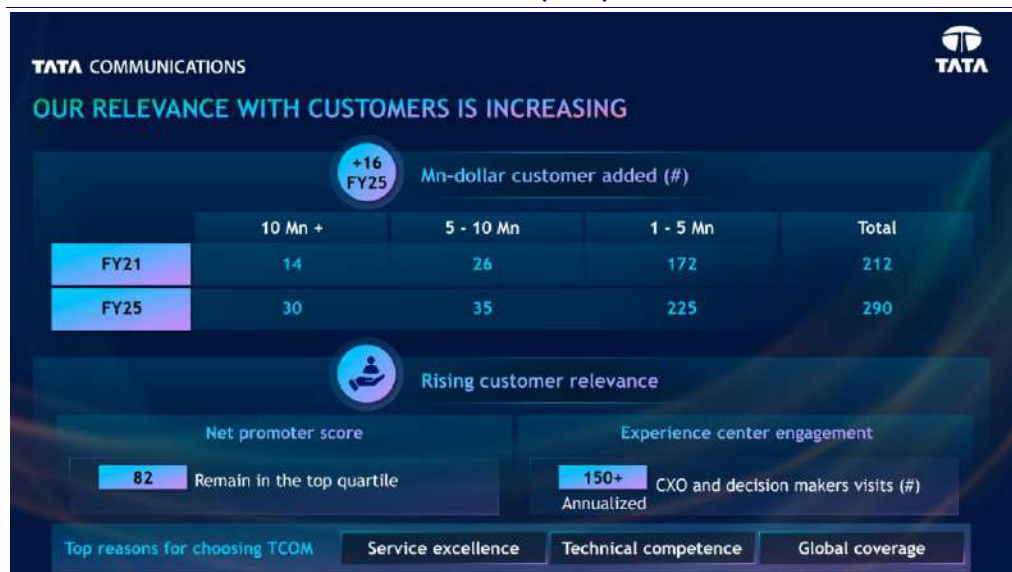 TATA COMMUNICATIONS
TATA
OUR RELEVANCE WITH CUSTOMERS IS INCREASING
+16
FY25
Mn-dollar customer added (#)
10 Mn + 5 - 10 Mn 1 - 5 Mn Total
FY21 14 26 172 212
FY25 30 35 225 290
Rising customer relevance
Net promoter score
82 Remain in the top quartile
Experience center engagement
150+
Annualized
CXO and decision makers visits (#)
Top reasons for choosing TCOM Service excellence Technical competence Global coverage